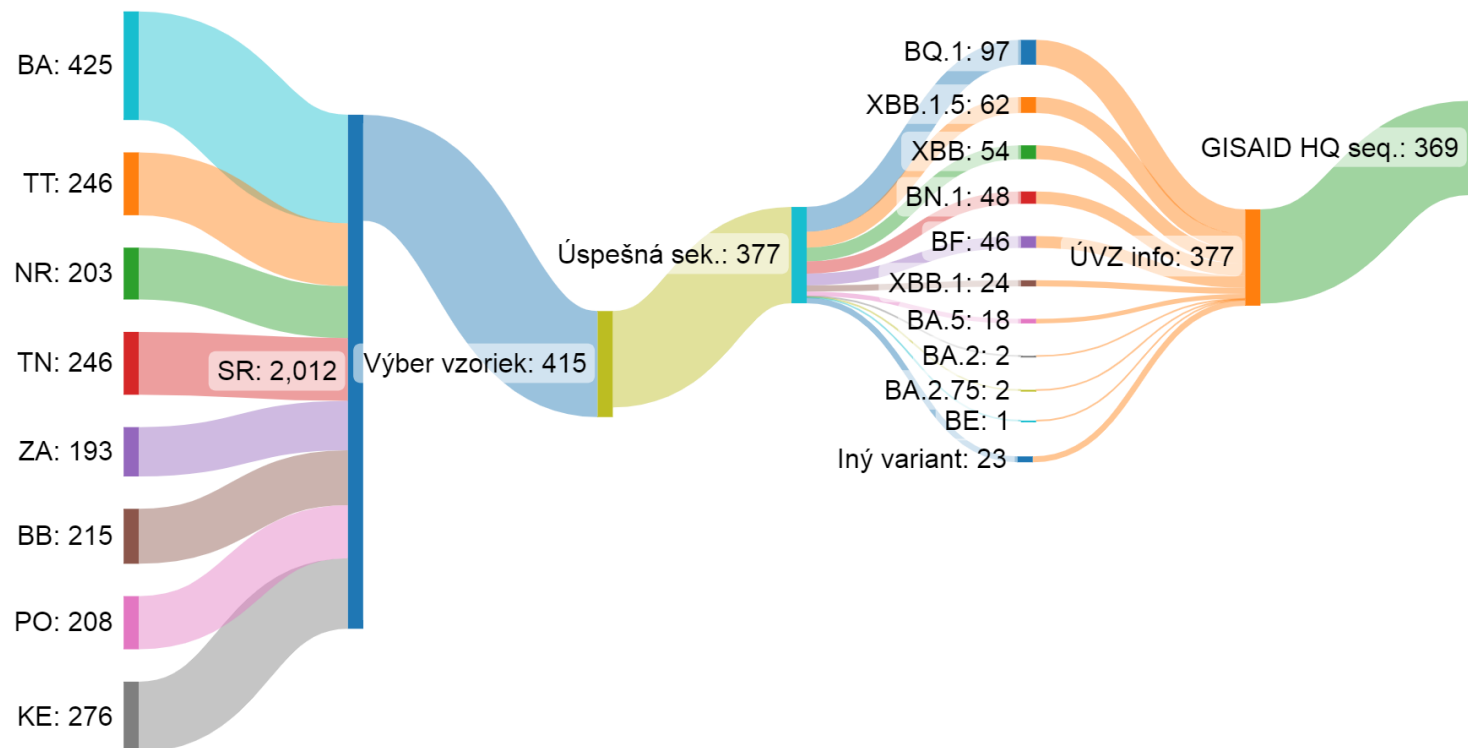 BA: 425
TT: 246
NR: 203
TN: 246
ZA: 193
BB: 215
PO: 208
KE: 276
SR: 2,012
Výber vzoriek: 415
Úspešná sek.: 377
BQ.1: 97
XBB.1.5: 62
XBB: 54
BN.1: 48
BF: 46
XBB.1: 24
BA.5: 18
BA.2: 2
BA.2.75: 2
BE: 1
Iný variant: 23
ÚVZ info: 377
GISAID HQ seq.: 369